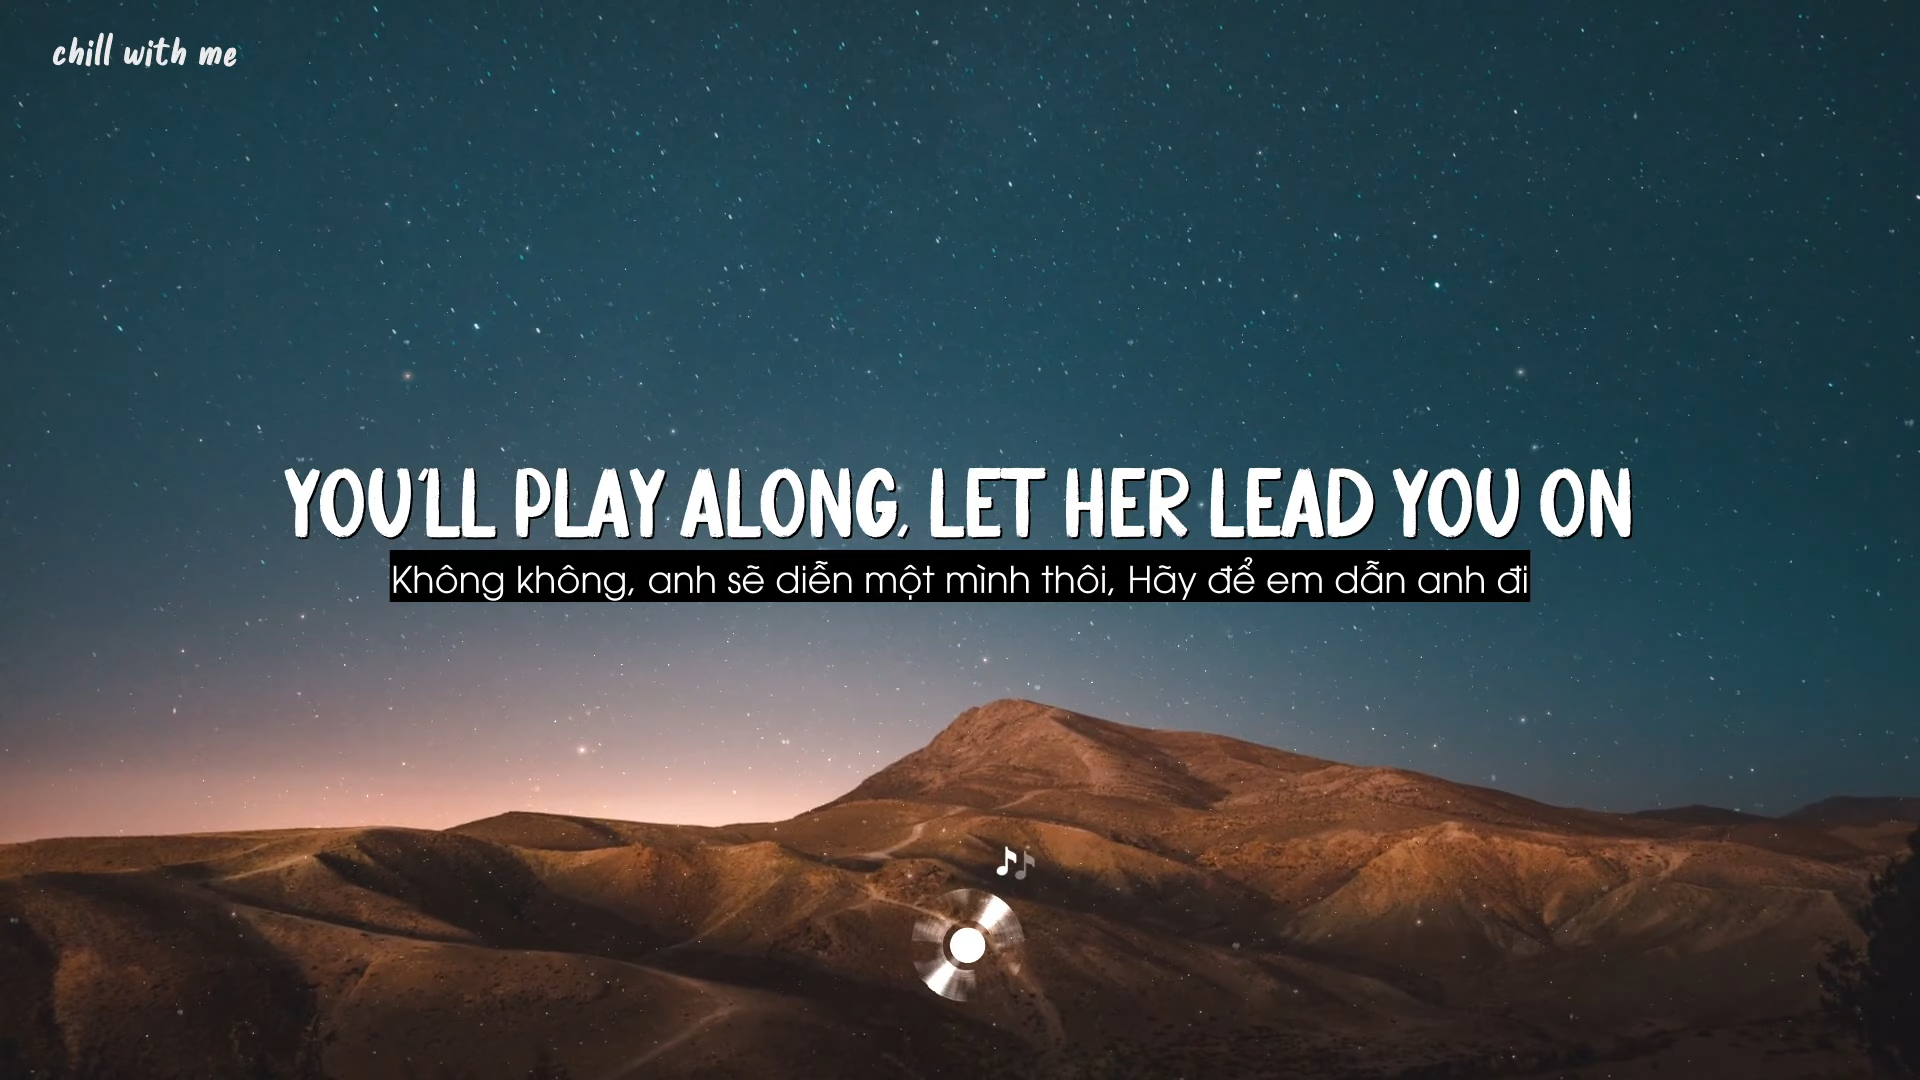 chill with me
YOU'LL PLAY ALONG, LET HER LEAD YOU ON
Không không, anh sẽ diễn một mình thôi, Hãy để em dẫn anh đi